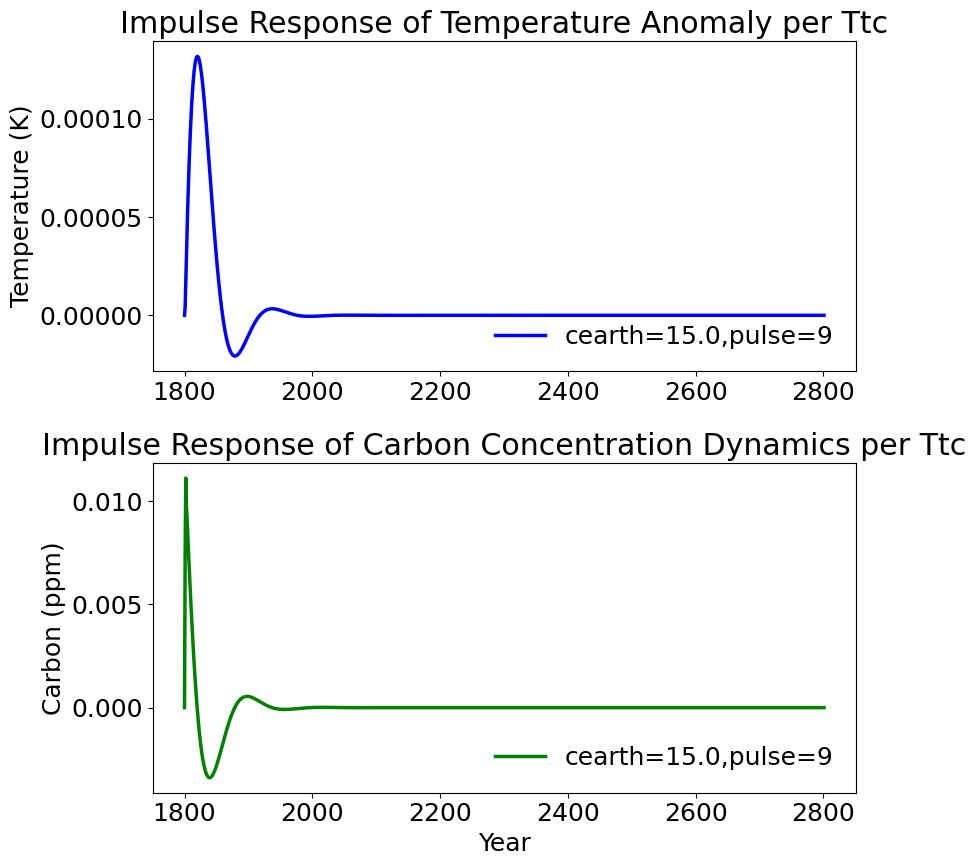 Impulse Response of Temperature Anomaly per Ttc
Temperature (K)
0.00010
0.00005
0.00000
cearth=15.0,pulse=9
1800 2000 2200 2400 2600 2800
Impulse Response of Carbon Concentration Dynamics per Ttc
Carbon (ppm)
0.010
0.005
0.000
cearth=15.0,pulse=9
1800 2000 2200 2400 2600 2800
Year